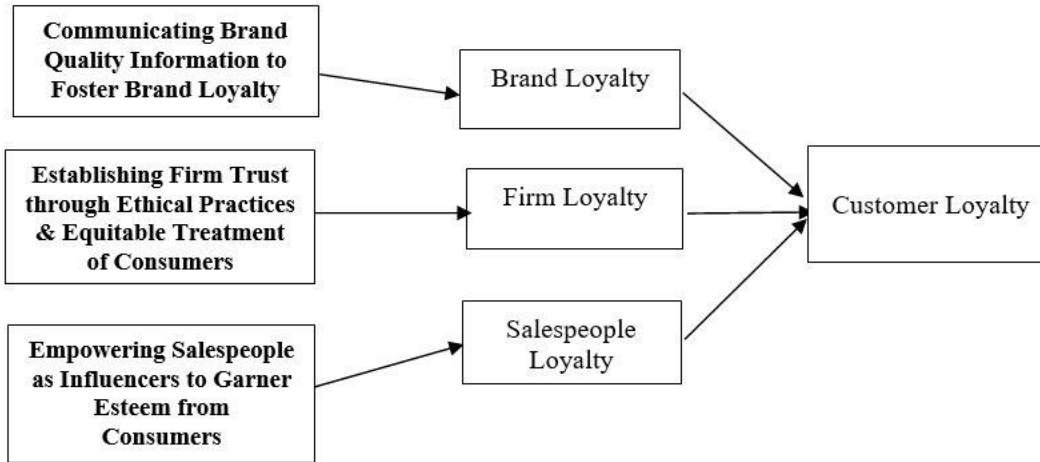 Communicating Brand
Quality Information to
Foster Brand Loyalty
Brand Loyalty
Establishing Firm Trust
through Ethical Practices
& Equitable Treatment
of Consumers
Firm Loyalty
Customer Loyalty
Empowering Salespeople
as Influencers to Garner
Esteem from
Consumers
Salespeople
Loyalty